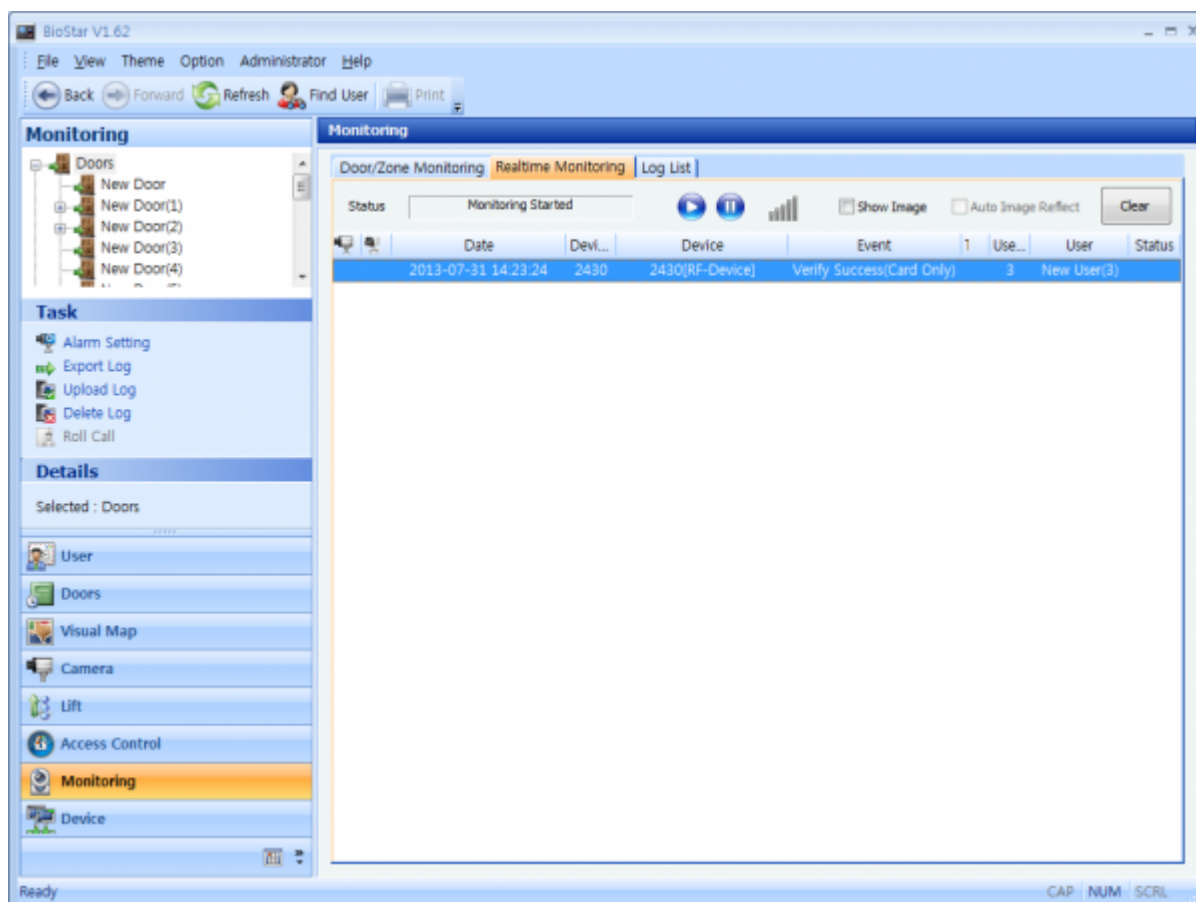 BioStar V1.62
File View Theme Option Administrator Help
Back Forward Refresh Find User Print
Monitoring
Doors
New Door
New Door(1)
New Door(2)
New Door(3)
New Door(4)
Task
Alarm Setting
Export Log
Upload Log
Delete Log
Roll Call
Details
Selected : Doors
User
Doors
Visual Map
Camera
Lift
Access Control
Monitoring
Device
Monitoring
Door/Zone Monitoring Realtime Monitoring Log List
Status Monitoring Started Show Image Auto Image Reflect Clear
Date Devi... Device Event T Use... User Status
2013-07-31 14:23:24 2430 2430[RF-Device] Verify Success(Card Only) 3 New User(3)
Ready CAP NUM SCRL